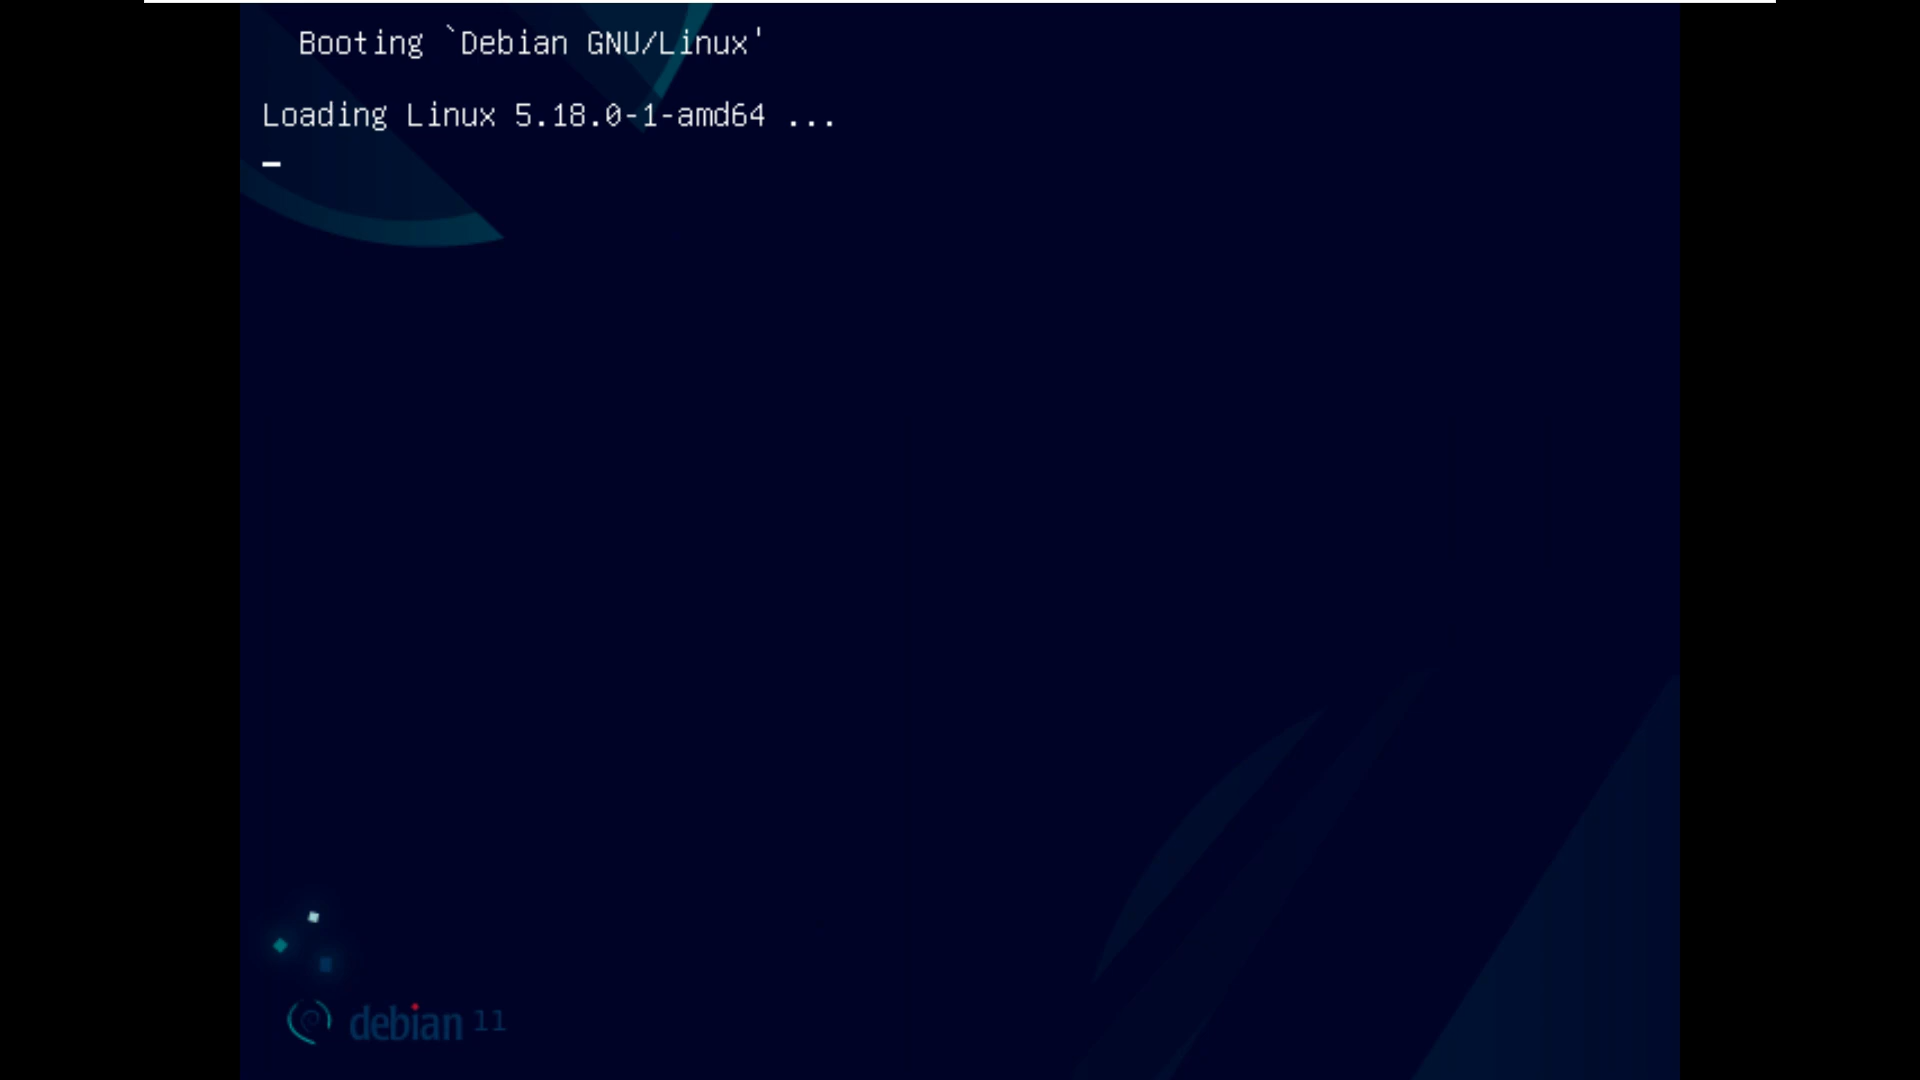 Booting `Debian GNU/Linux'
Loading Linux 5.18.0-1-amd64 ...
debian 11